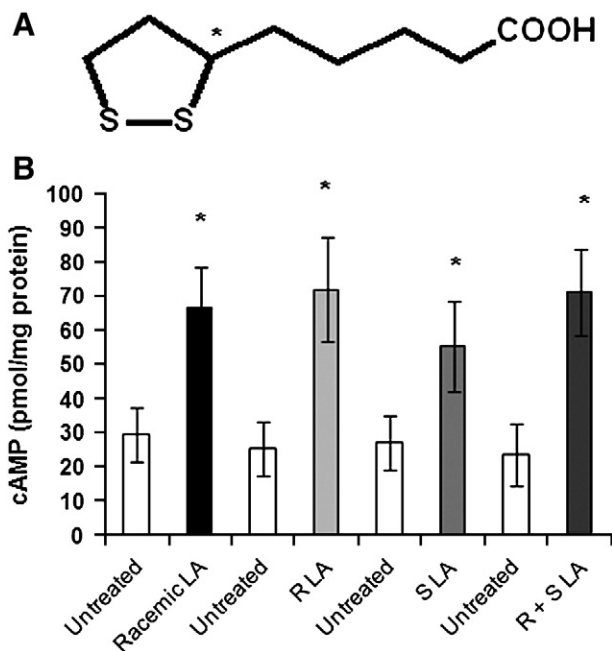 A
*
COOH
S S
B
cAMP (pmol/mg protein)
100
90
80
70
60
50
40
30
20
10
0
* * * *
Untreated
Racemic LA
Untreated
R LA
Untreated
S LA
Untreated
R + S LA